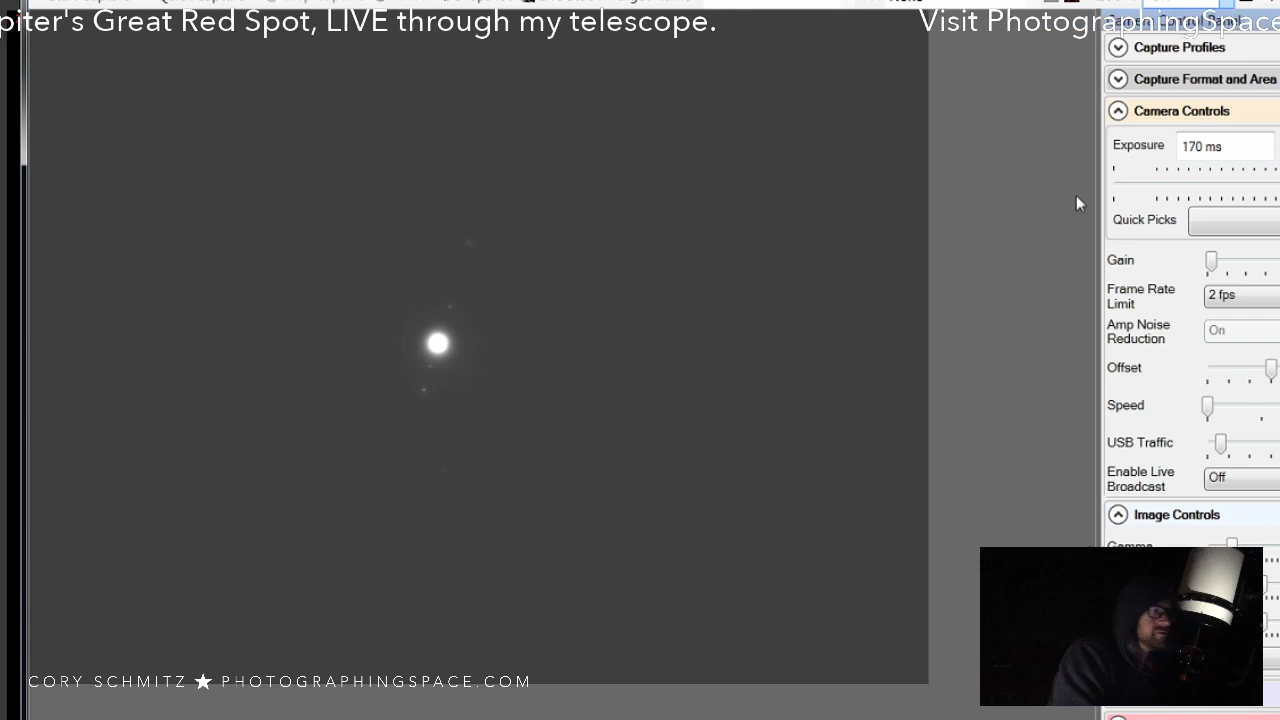 piter's Great Red Spot, LIVE through my telescope.
Visit PhotographingSpace
Capture Profiles
Capture Format and Area
Camera Controls
Exposure 170 ms
Quick Picks
Gain
Frame Rate Limit 2 fps
Amp Noise Reduction On
Offset
Speed
USB Traffic
Enable Live Broadcast Off
Image Controls
Gamma
CORY SCHMITZ ★ PHOTOGRAPHINGSPACE.COM